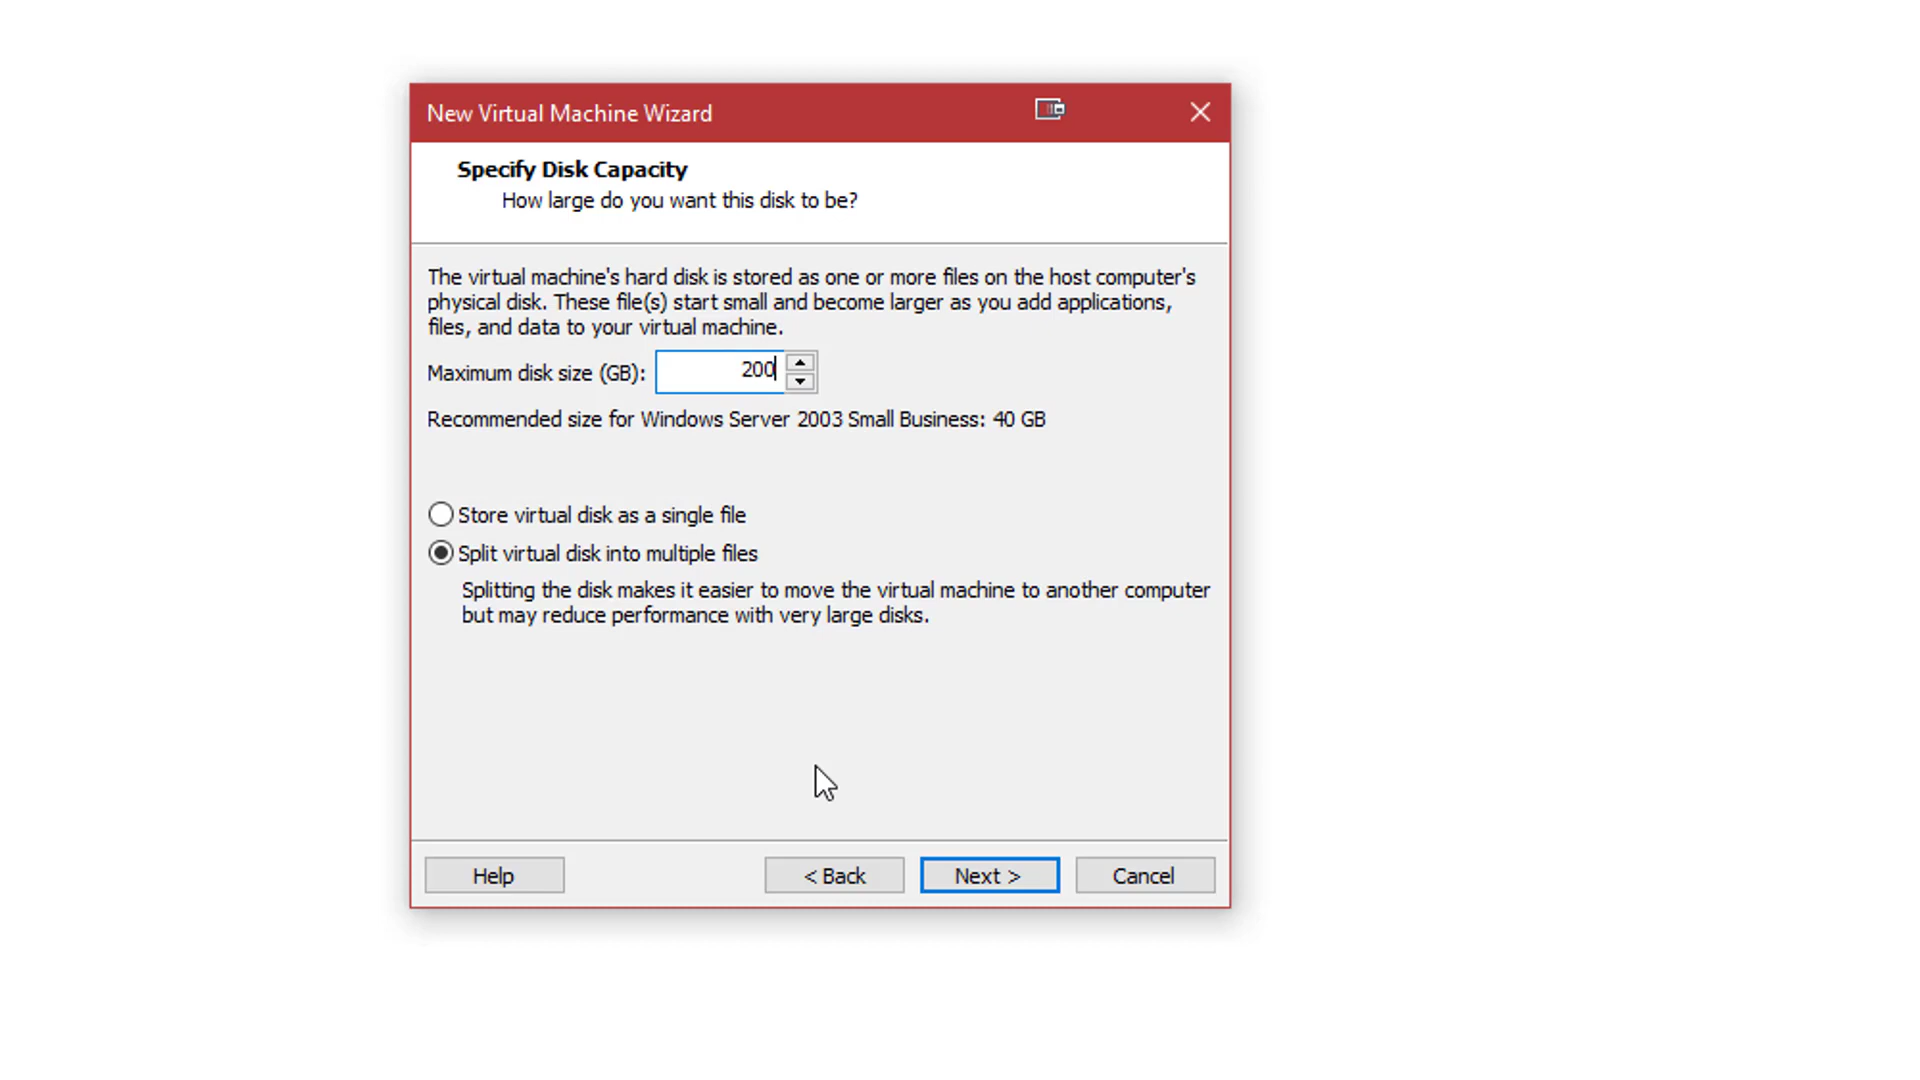 New Virtual Machine Wizard
Specify Disk Capacity
How large do you want this disk to be?
The virtual machine's hard disk is stored as one or more files on the host computer's
physical disk. These file(s) start small and become larger as you add applications,
files, and data to your virtual machine.
Maximum disk size (GB): 200
Recommended size for Windows Server 2003 Small Business: 40 GB
Store virtual disk as a single file
Split virtual disk into multiple files
Splitting the disk makes it easier to move the virtual machine to another computer
but may reduce performance with very large disks.
Help < Back Next > Cancel